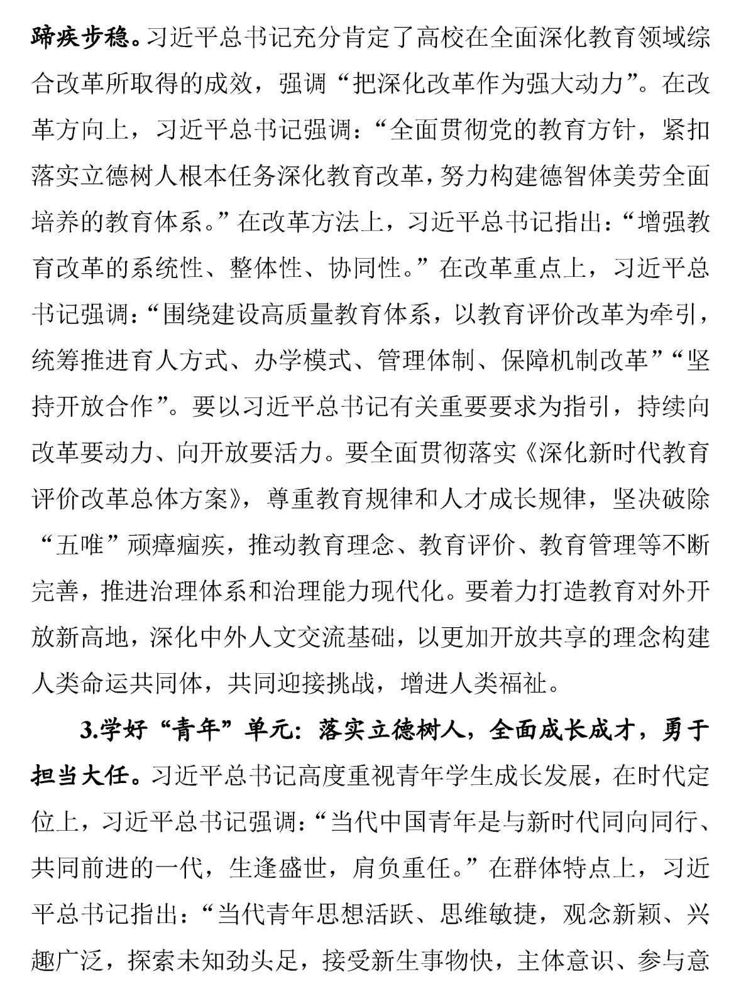 蹄疾步稳。习近平总书记充分肯定了高校在全面深化教育领域综
合改革所取得的成效，强调“把深化改革作为强大动力”。在改
革方向上，习近平总书记强调：“全面贯彻党的教育方针，紧扣
落实立德树人根本任务深化教育改革，努力构建德智体美劳全面
培养的教育体系。”在改革方法上，习近平总书记指出：“增强教
育改革的系统性、整体性、协同性。”在改革重点上，习近平总
书记强调：“围绕建设高质量教育体系，以教育评价改革为牵引，
统筹推进育人方式、办学模式、管理体制、保障机制改革”“坚
持开放合作”。要以习近平总书记有关重要要求为指引，持续向
改革要动力、向开放要活力。要全面贯彻落实《深化新时代教育
评价改革总体方案》，尊重教育规律和人才成长规律，坚决破除
“五唯”顽瘴痼疾，推动教育理念、教育评价、教育管理等不断
完善，推进治理体系和治理能力现代化。要着力打造教育对外开
放新高地，深化中外人文交流基础，以更加开放共享的理念构建
人类命运共同体，共同迎接挑战，增进人类福祉。
3.学好“青年”单元：落实立德树人，全面成长成才，勇于
担当大任。习近平总书记高度重视青年学生成长发展，在时代定
位上，习近平总书记强调：“当代中国青年是与新时代同向同行、
共同前进的一代，生逢盛世，肩负重任。”在群体特点上，习近
平总书记指出：“当代青年思想活跃、思维敏捷，观念新颖、兴
趣广泛，探索未知劲头足，接受新生事物快，主体意识、参与意